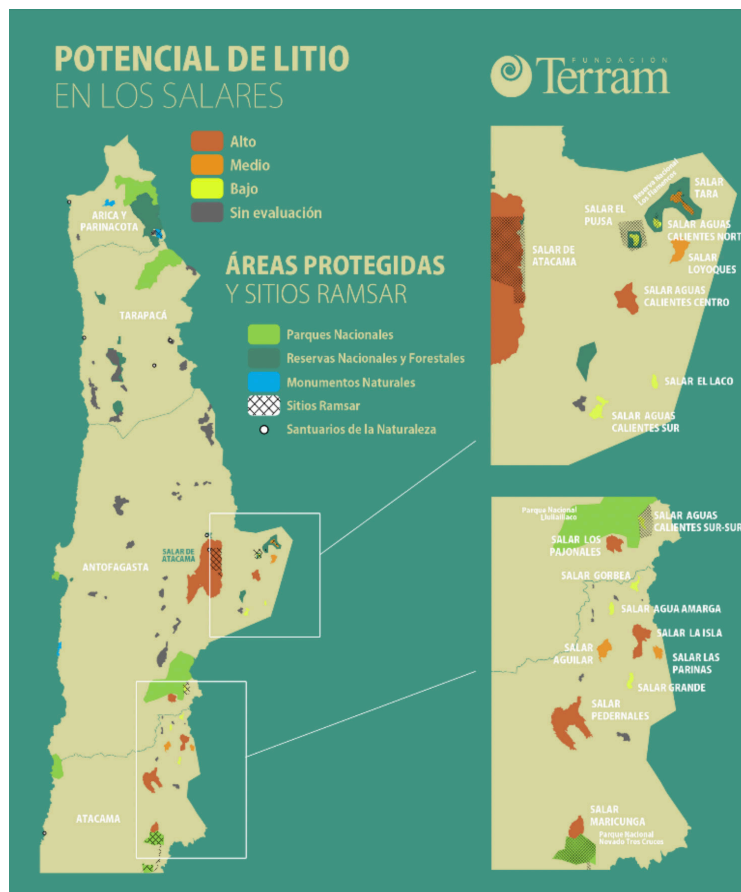 POTENCIAL DE LITIO
EN LOS SALARES
Alto
Medio
Bajo
Sin evaluación
ÁREAS PROTEGIDAS
Y SITIOS RAMSAR
Parques Nacionales
Reservas Nacionales y Forestales
Monumentos Naturales
Sitios Ramsar
Santuarios de la Naturaleza
ARICA Y
PARINACOTA
TARAPACÁ
ANTOFAGASTA
SALAR DE
ATACAMA
ATACAMA
FUNDACIÓN
Terram
Reserva Nacional
Los Flamencos
SALAR
TARA
SALAR EL
PUJSA
SALAR AGUAS
CALIENTES NORT
SALAR DE
ATACAMA
SALAR
LOYOQUES
SALAR AGUAS
CALIENTES CENTRO
SALAR EL LACO
SALAR AGUAS
CALIENTES SUR
Parque Nacional
Llullaillaco
SALAR AGUAS
CALIENTES SUR-SUR
SALAR LOS
PAJONALES
SALAR GORBEA
SALAR AGUA AMARGA
SALAR LA ISLA
SALAR
AGUILAR
SALAR LAS
PARINAS
SALAR GRANDE
SALAR
PEDERNALES
SALAR
MARICUNGA
Parque Nacional
Nevado Tres Cruces